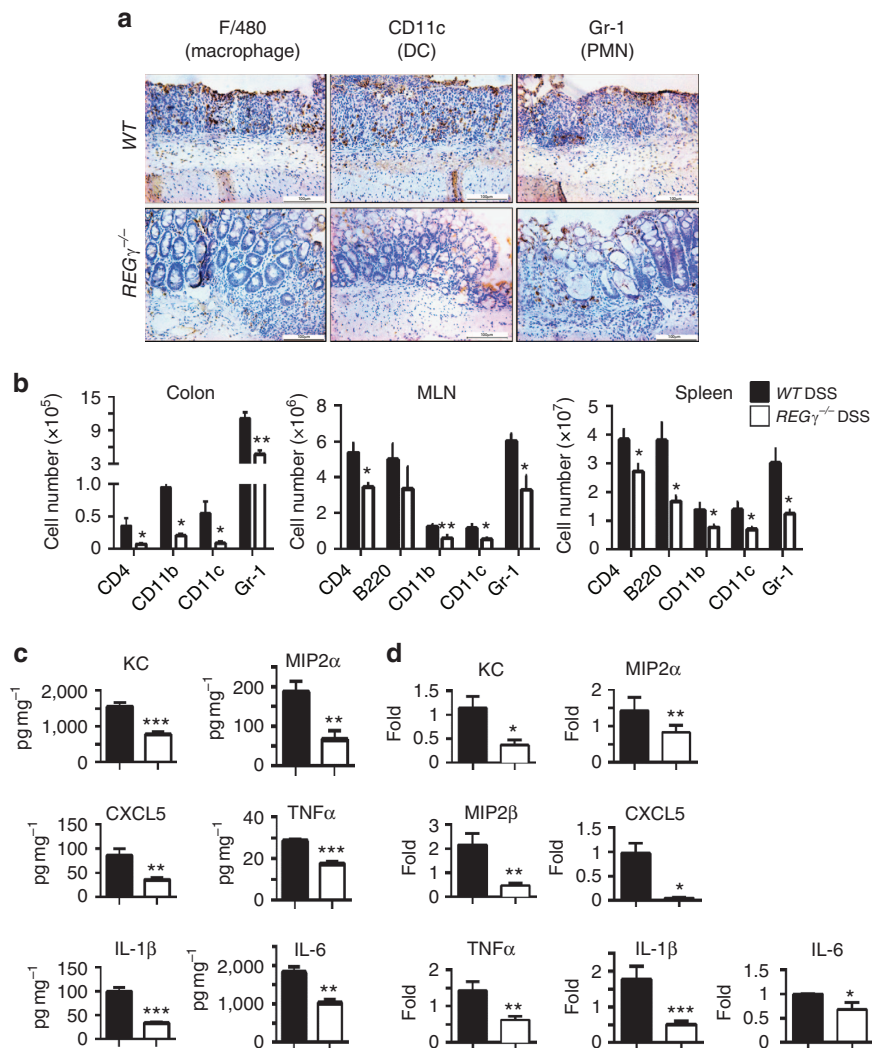 a
F/480
(macrophage)
CD11c
(DC)
Gr-1
(PMN)
WT
REGγ−/−
100μm
100μm
100μm
100μm
100μm
100μm
b
Colon
Cell number (×10⁵)
15
9
3
1.0
0.5
0
*
*
*
**
CD4
CD11b
CD11c
Gr-1
MLN
Cell number (×10⁶)
8
6
4
2
0
*
**
*
*
CD4
B220
CD11b
CD11c
Gr-1
Spleen
Cell number (×10⁷)
5
4
3
2
1
0
*
*
*
*
*
CD4
B220
CD11b
CD11c
Gr-1
WT DSS
REGγ−/− DSS
c
KC
pg mg−1
2,000
1,000
0
***
MIP2α
pg mg−1
200
100
0
**
CXCL5
pg mg−1
150
100
50
0
**
TNFα
pg mg−1
40
20
0
***
IL-1β
pg mg−1
150
100
50
0
***
IL-6
pg mg−1
2,000
1,000
0
**
d
KC
Fold
1.5
1
0.5
0
*
MIP2α
Fold
2
1
0
**
MIP2β
Fold
3
2
1
0
**
CXCL5
Fold
1.5
1
0.5
0
*
TNFα
Fold
2
1
0
**
IL-1β
Fold
2
1
0
***
IL-6
Fold
1.5
1
0.5
0
*